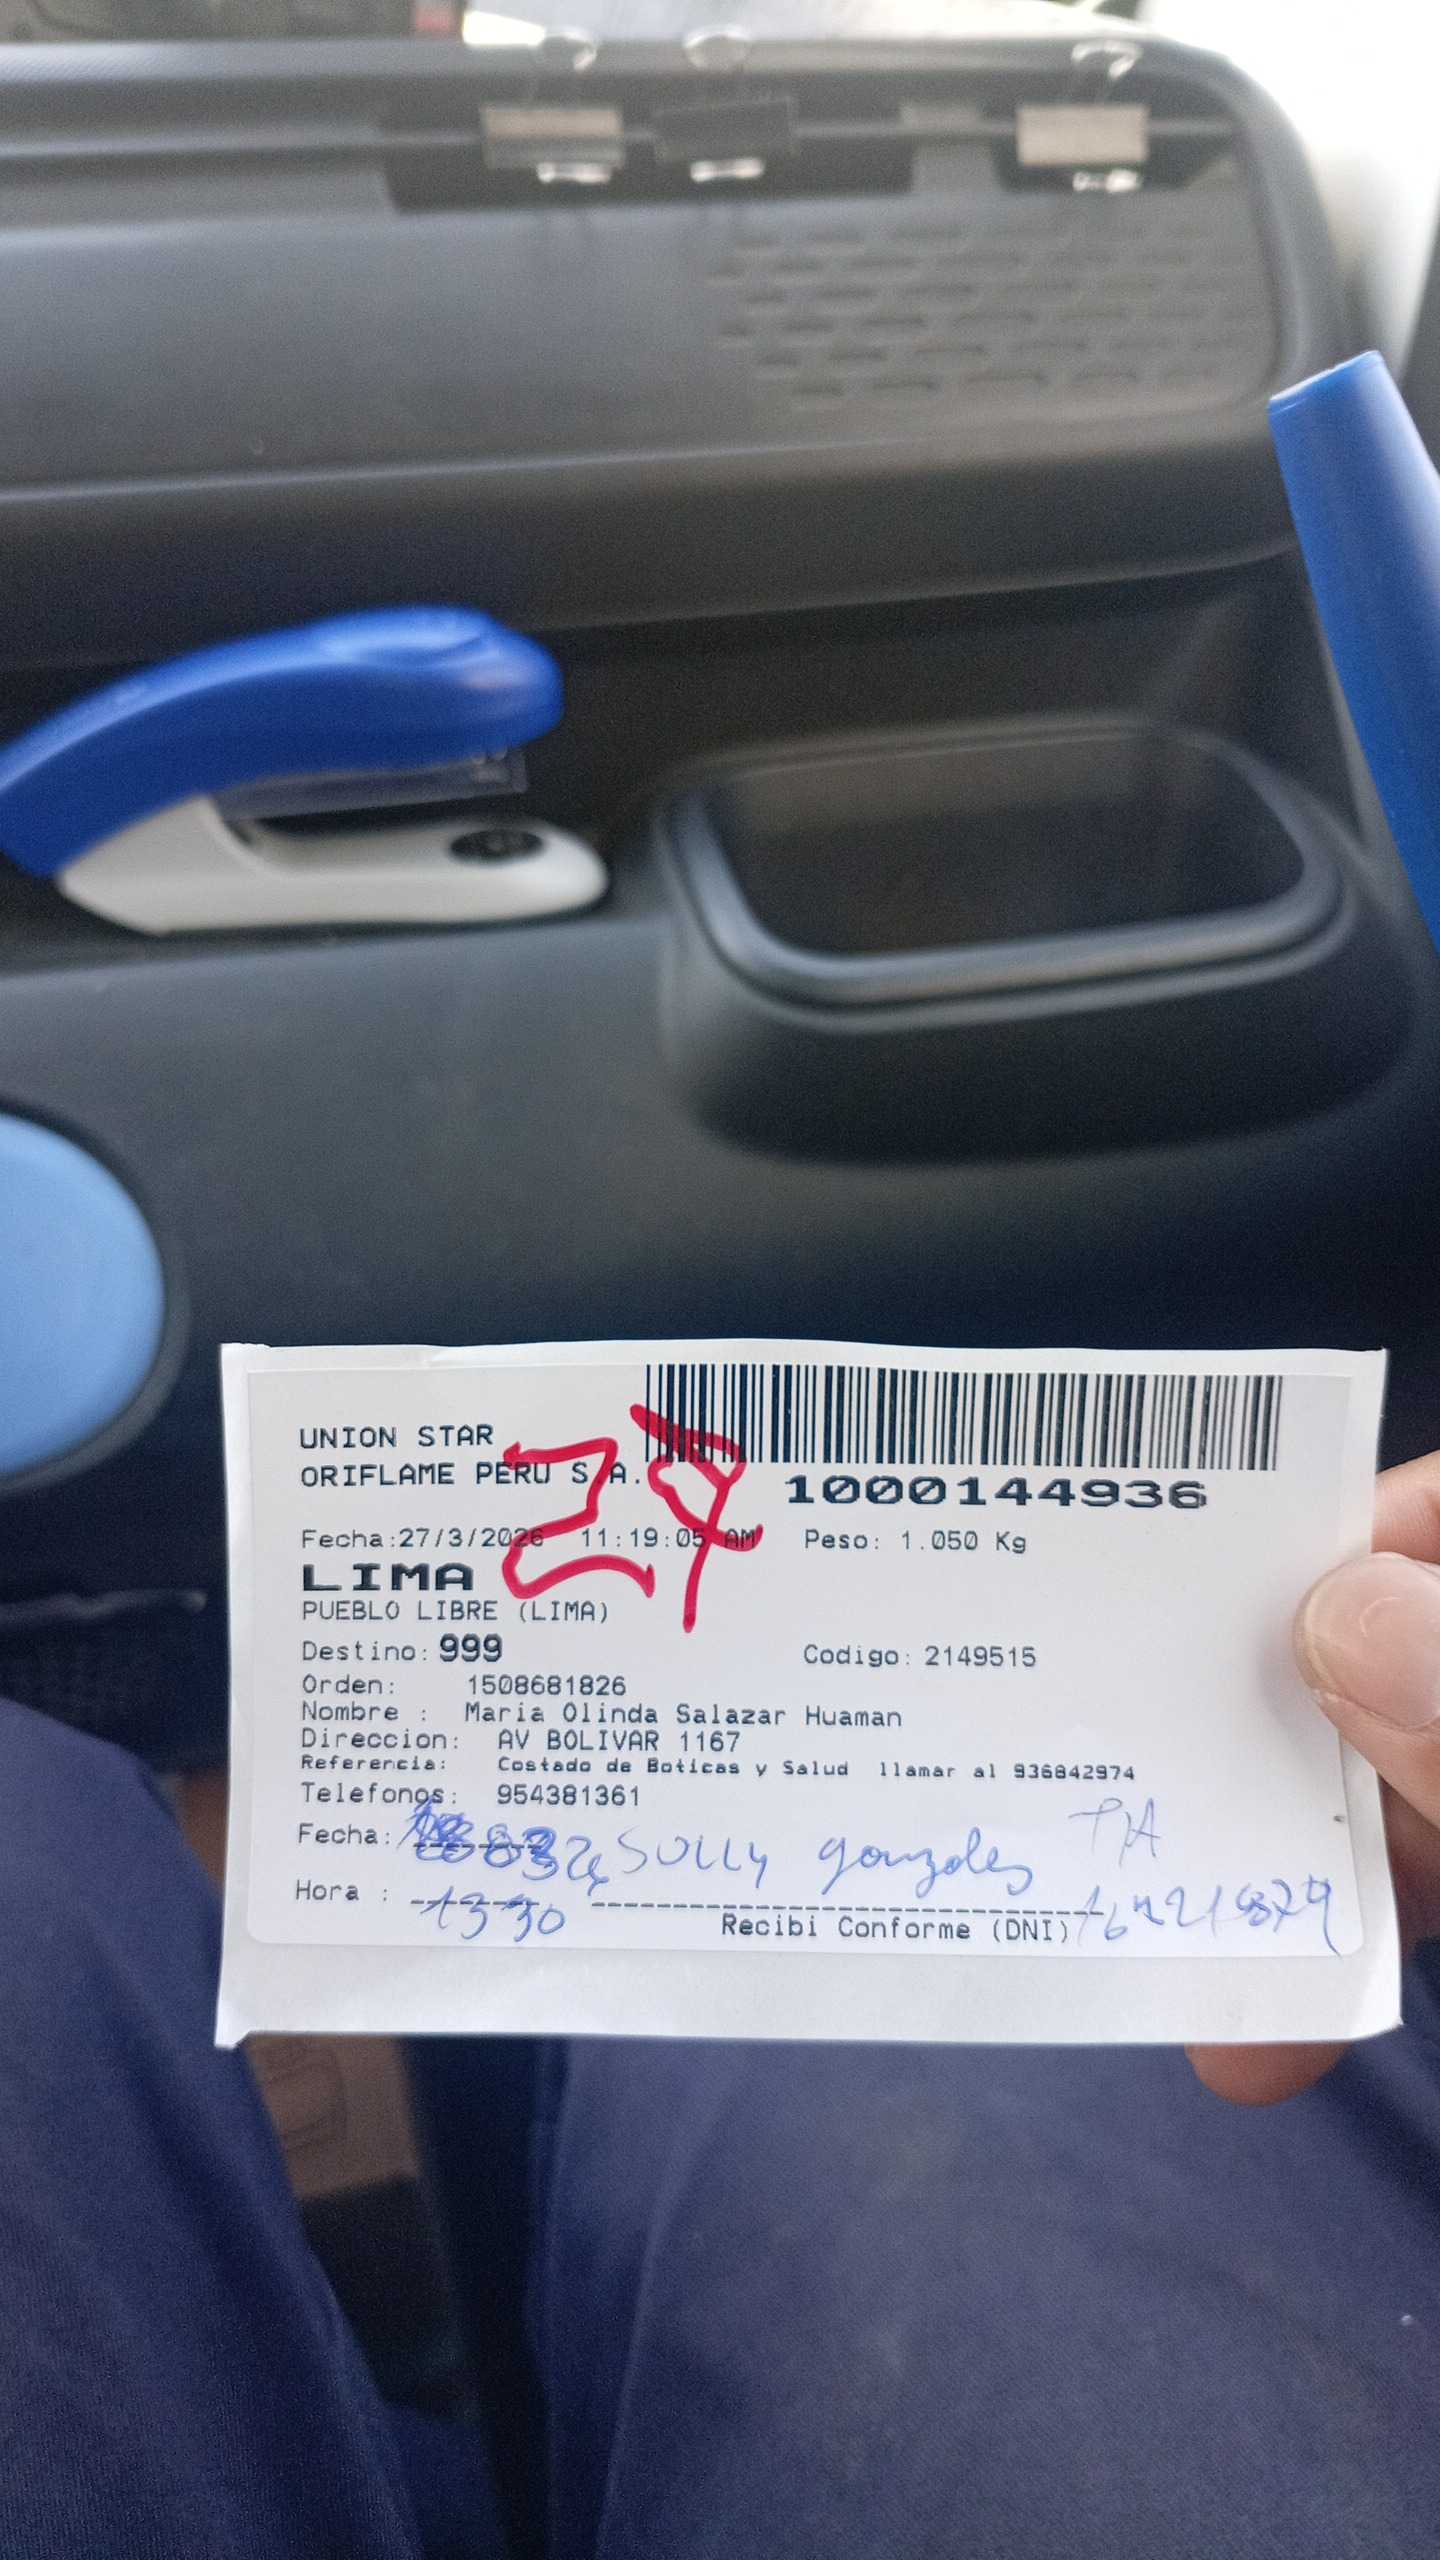 UNION STAR
ORIFLAME PERU S.A.
1000144936
Fecha:27/3/2026 11:19:05 AM Peso: 1.050 Kg
27
LIMA
PUEBLO LIBRE (LIMA)
Destino: 999 Codigo: 2149515
Orden: 1508681826
Nombre : Maria Olinda Salazar Huaman
Direccion: AV BOLIVAR 1167
Referencia: Costado de Boticas y Salud llamar al 936842974
Telefonos: 954381361
Fecha: SULLY gonzales
Hora : 1330
Recibi Conforme (DNI)